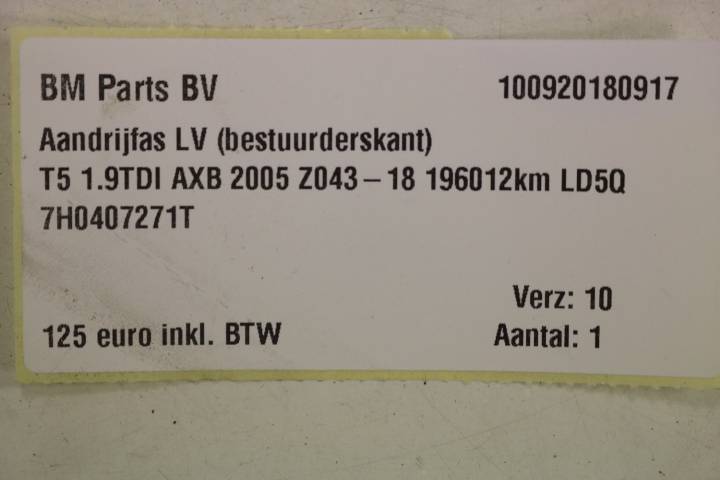 BM Parts BV 100920180917
Aandrijfas LV (bestuurderskant)
T5 1.9TDI AXB 2005 Z043-18 196012km LD5Q
7H0407271T
Verz: 10
125 euro inkl. BTW Aantal: 1